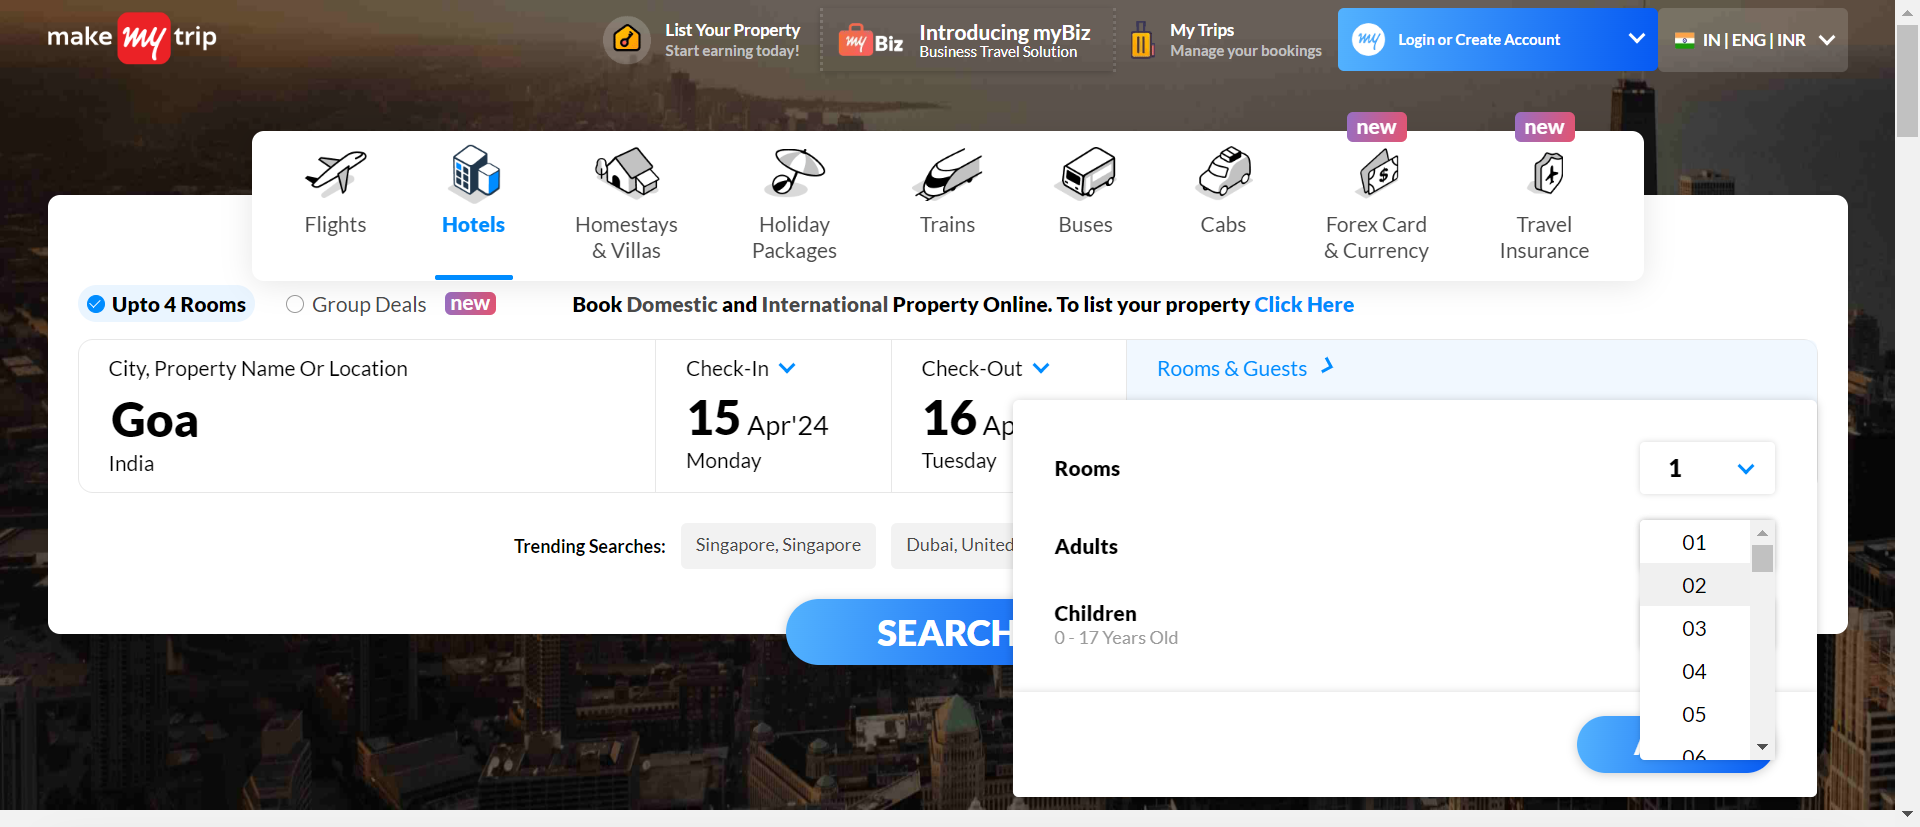 make my trip
List Your Property
Start earning today!
my Biz
Introducing myBiz
Business Travel Solution
My Trips
Manage your bookings
my
Login or Create Account
IN | ENG | INR
new
new
Flights
Hotels
Homestays
& Villas
Holiday
Packages
Trains
Buses
Cabs
Forex Card
& Currency
Travel
Insurance
Upto 4 Rooms
Group Deals
new
Book Domestic and International Property Online. To list your property Click Here
City, Property Name Or Location
Goa
India
Check-In
15 Apr'24
Monday
Check-Out
16 Ap
Tuesday
Rooms & Guests
Rooms
1
Adults
01
02
03
04
05
06
Children
0 - 17 Years Old
Trending Searches:
Singapore, Singapore
Dubai, United
SEARCH